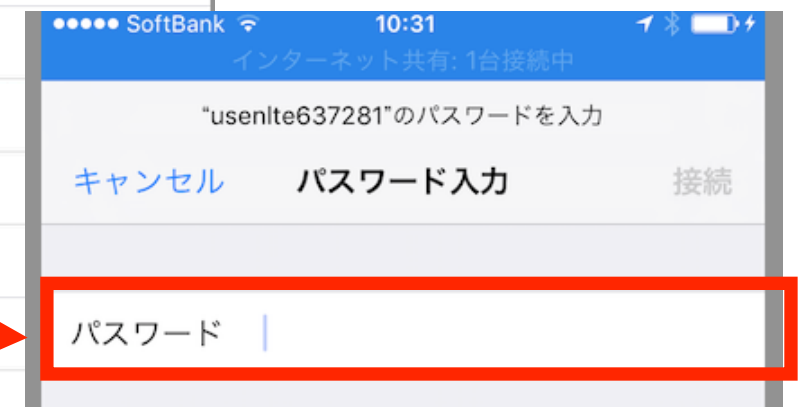 SoftBank 10:31
インターネット共有: 1台接続中
“usenlte637281”のパスワードを入力
キャンセル パスワード入力 接続
パスワード